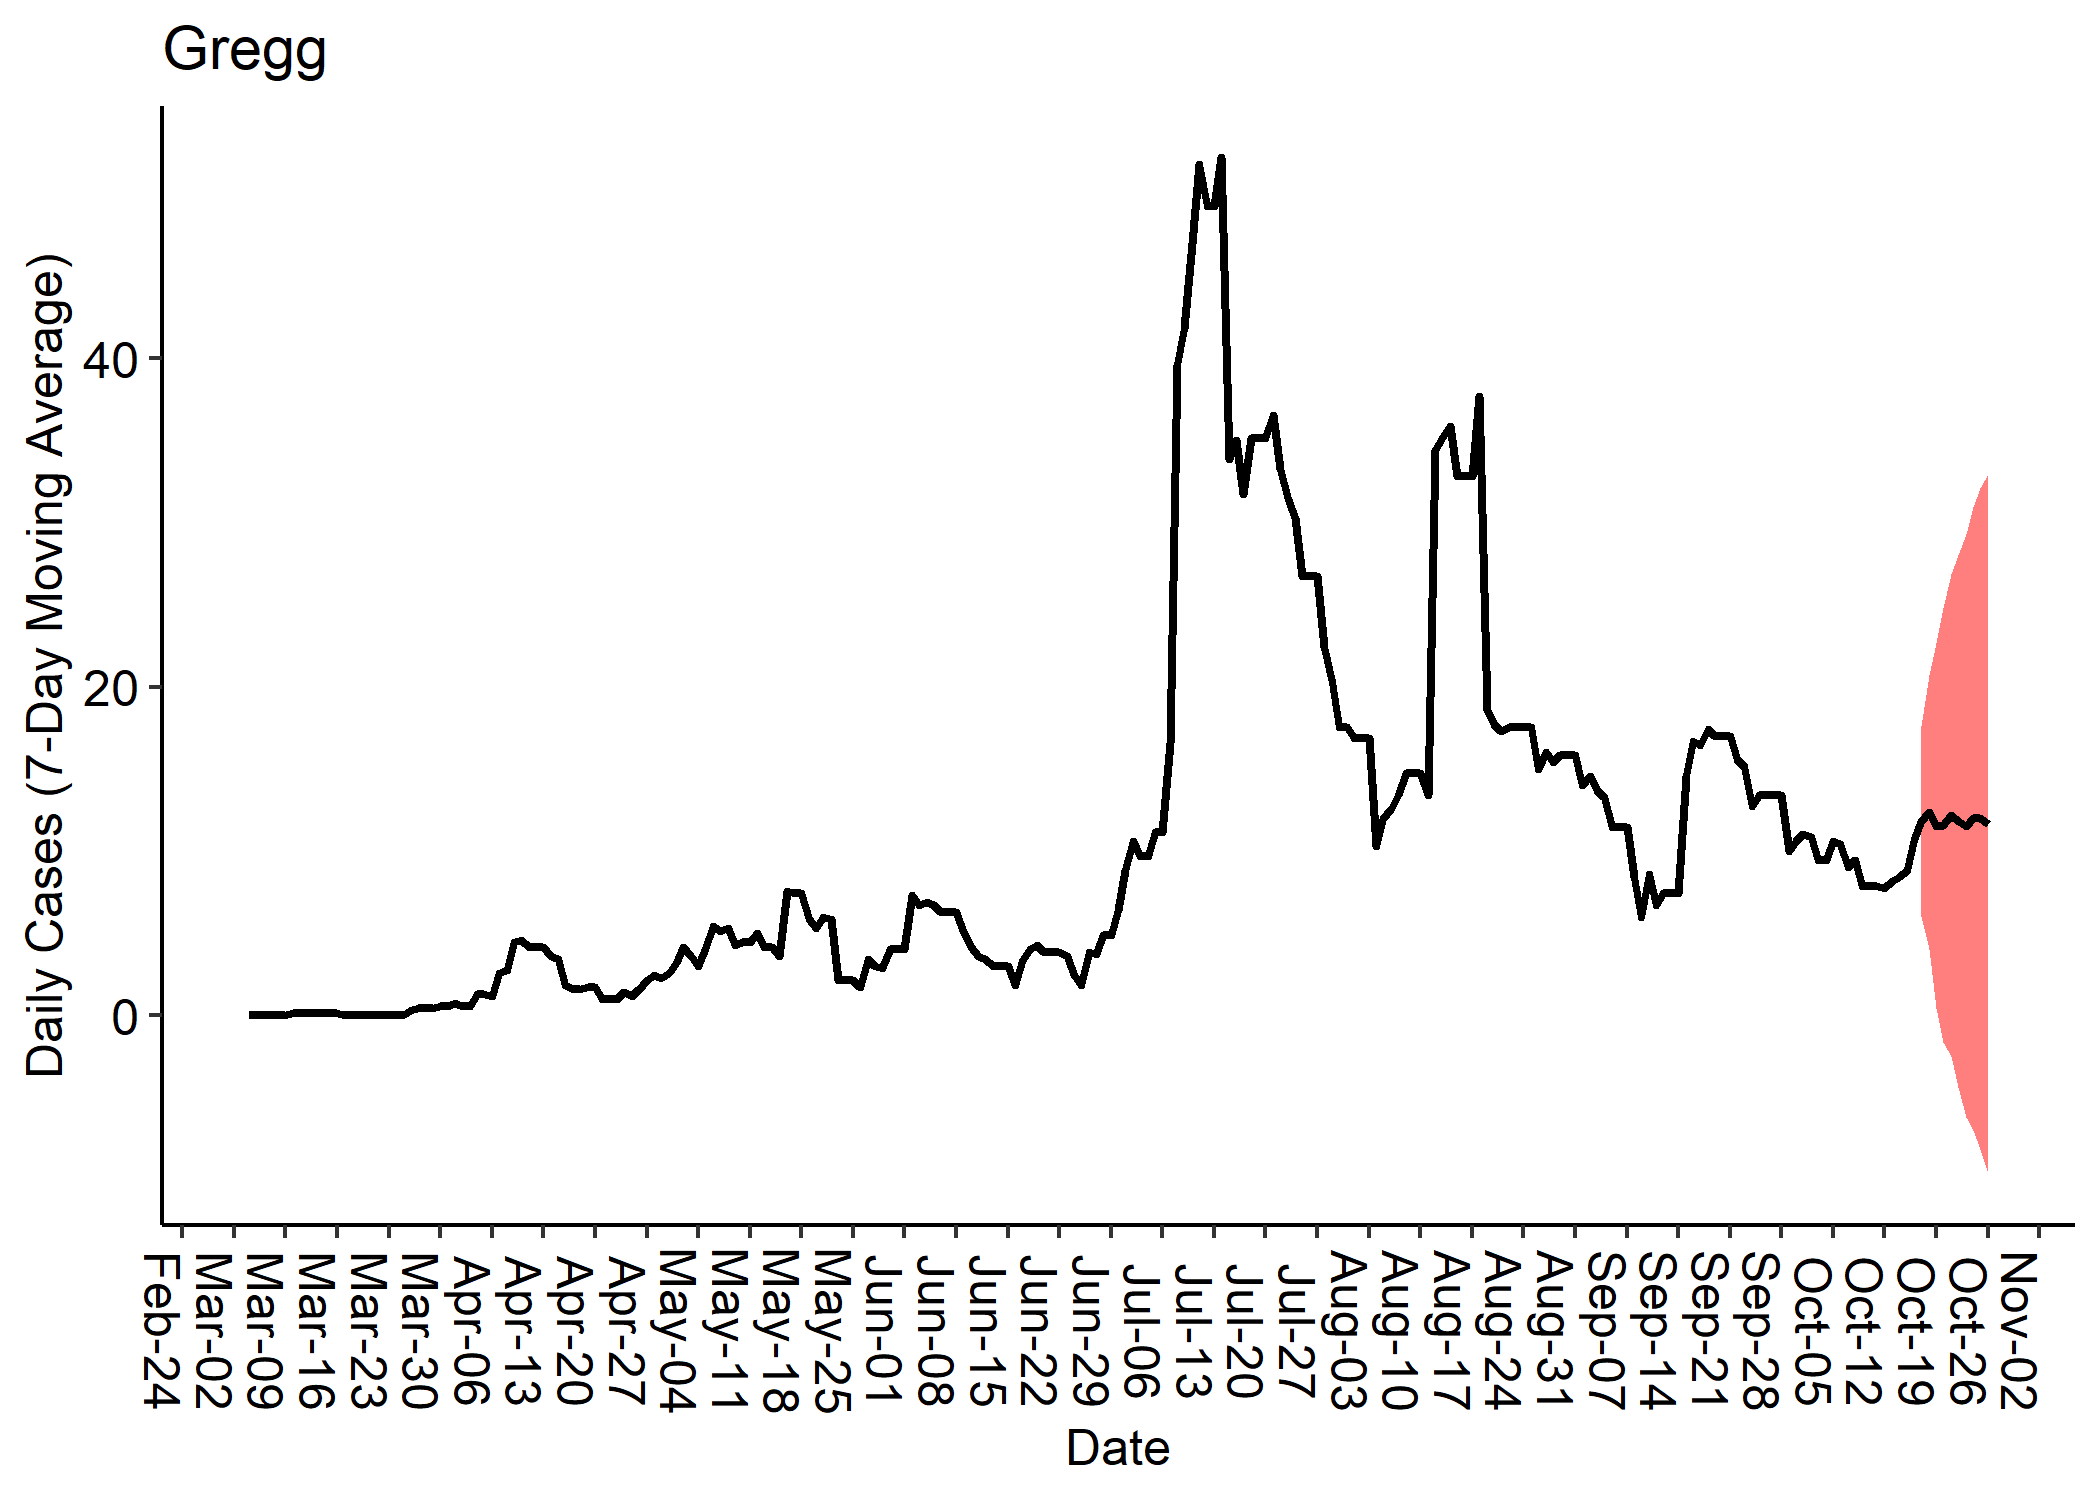 Gregg
Daily Cases (7-Day Moving Average)
40
20
0
Feb-24
Mar-02
Mar-09
Mar-16
Mar-23
Mar-30
Apr-06
Apr-13
Apr-20
Apr-27
May-04
May-11
May-18
May-25
Jun-01
Jun-08
Jun-15
Jun-22
Jun-29
Jul-06
Jul-13
Jul-20
Jul-27
Aug-03
Aug-10
Aug-17
Aug-24
Aug-31
Sep-07
Sep-14
Sep-21
Sep-28
Oct-05
Oct-12
Oct-19
Oct-26
Nov-02
Date